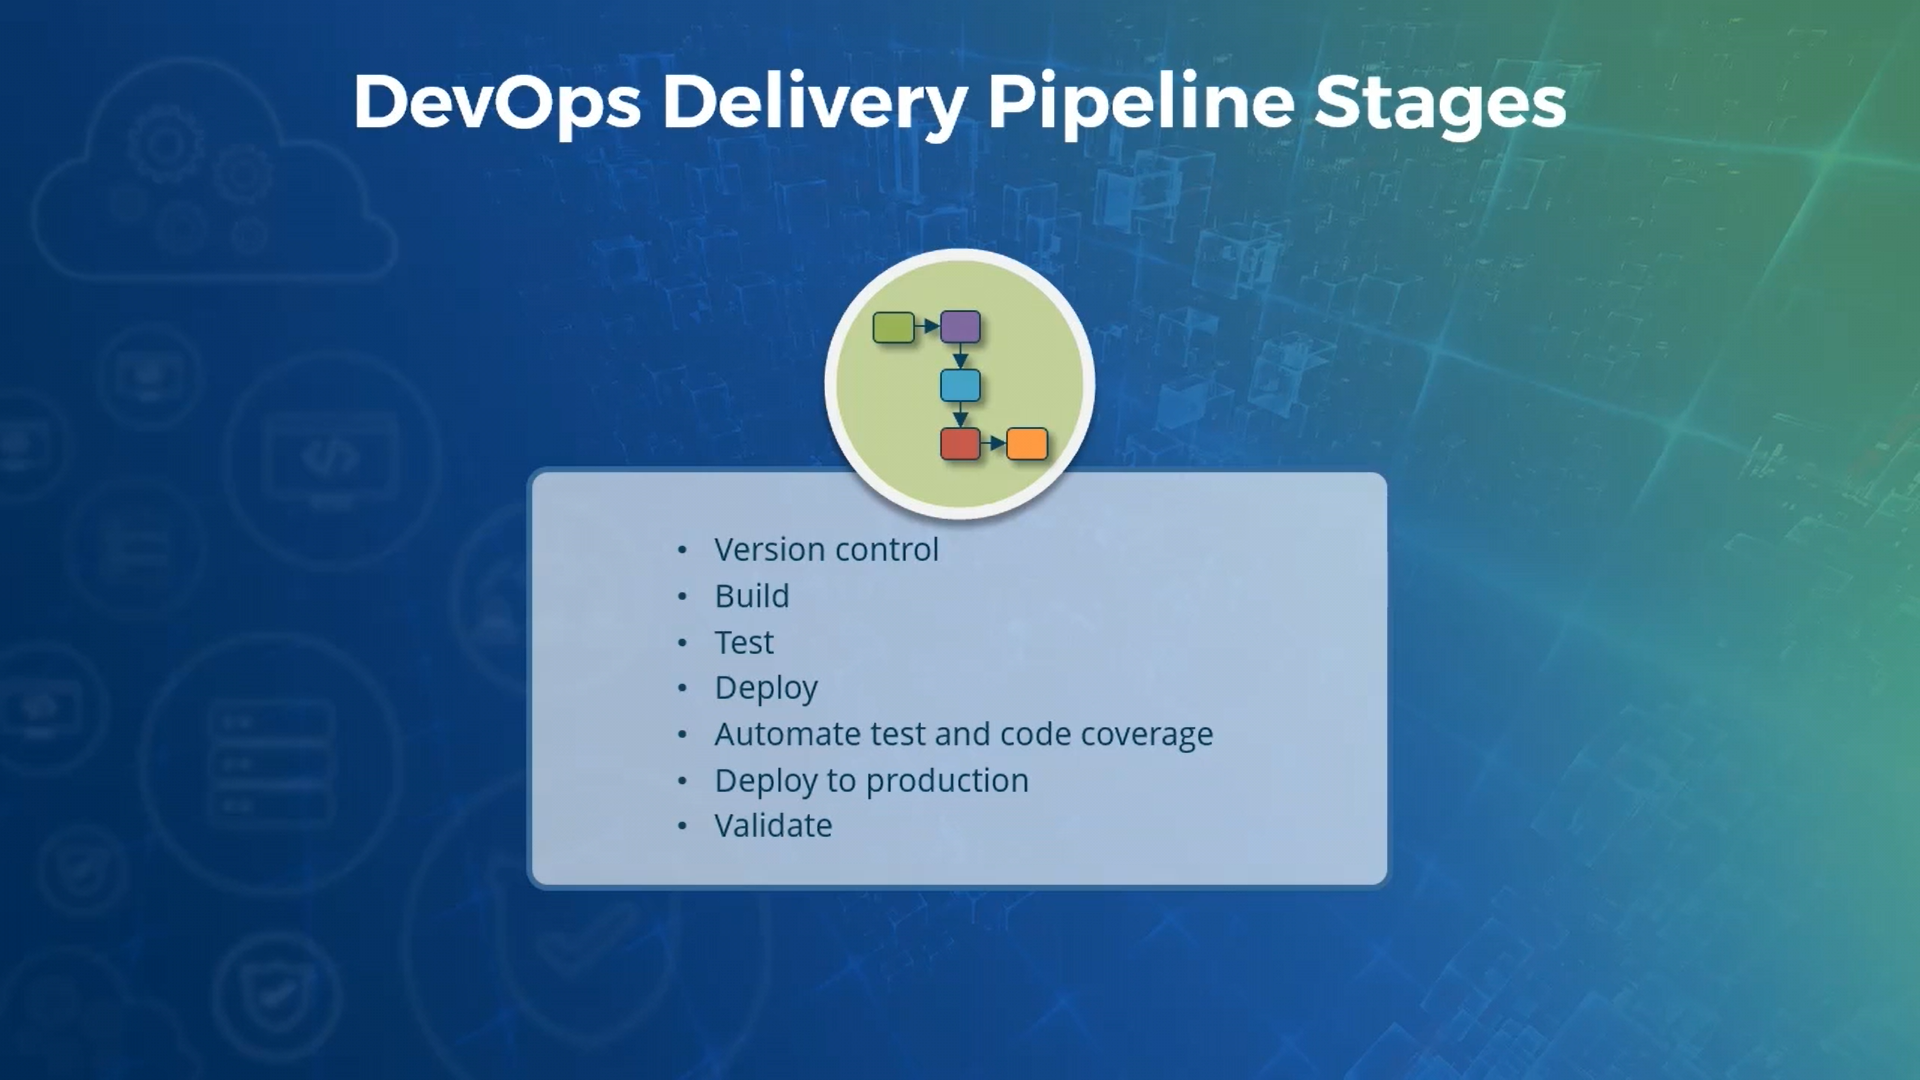 DevOps Delivery Pipeline Stages
• Version control
• Build
• Test
• Deploy
• Automate test and code coverage
• Deploy to production
• Validate